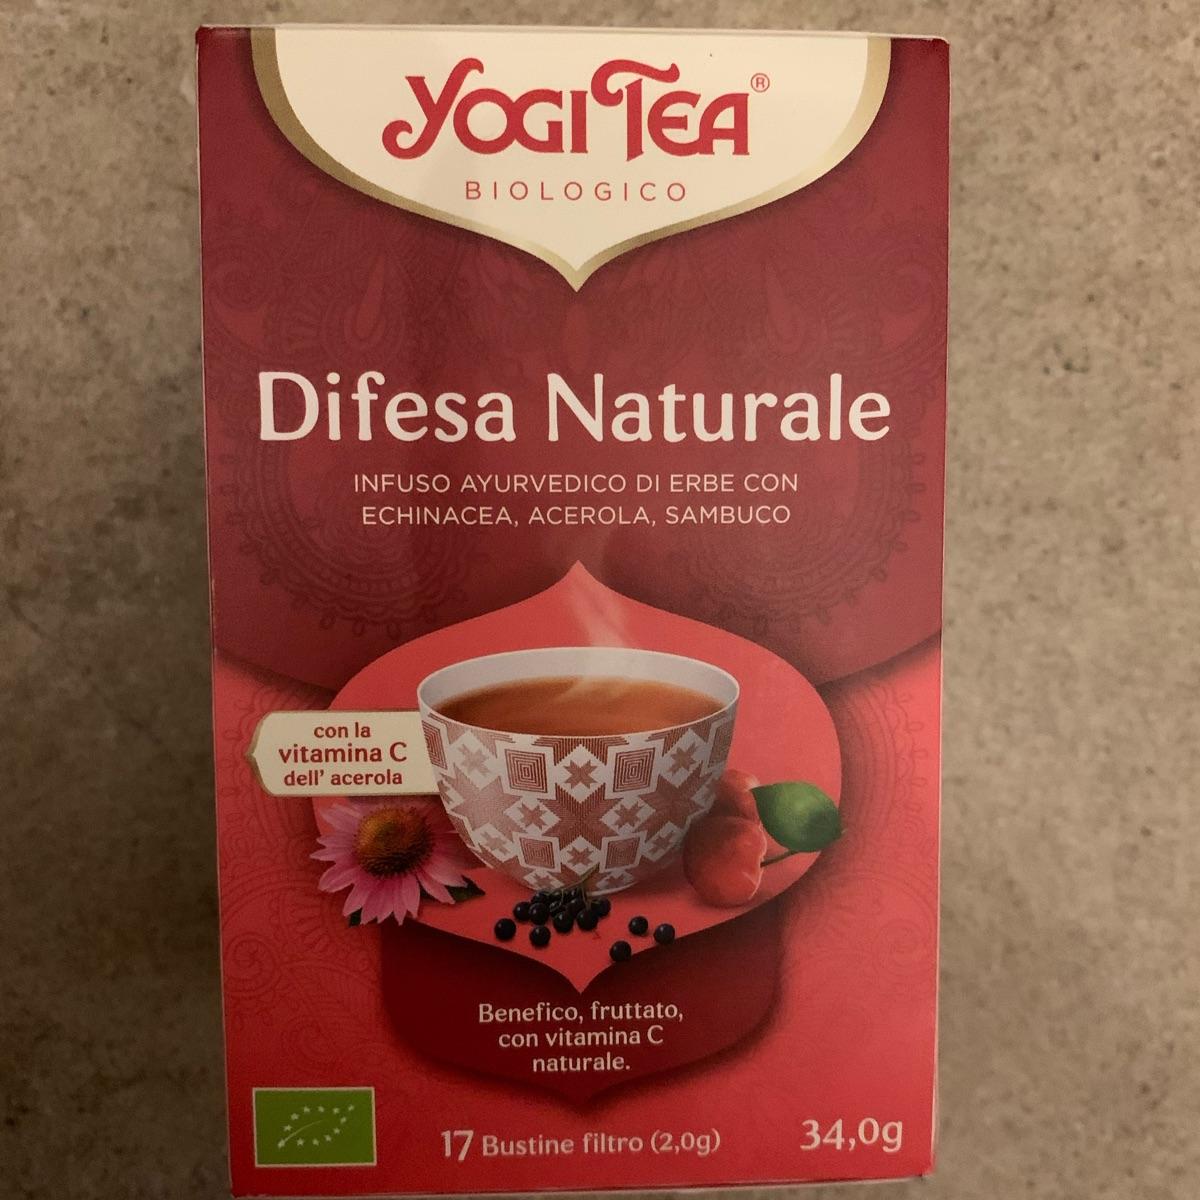 YOGI TEA®
BIOLOGICO
Difesa Naturale
INFUSO AYURVEDICO DI ERBE CON
ECHINACEA, ACEROLA, SAMBUCO
con la
vitamina C
dell' acerola
Benefico, fruttato,
con vitamina C
naturale.
17 Bustine filtro (2,0g)
34,0g